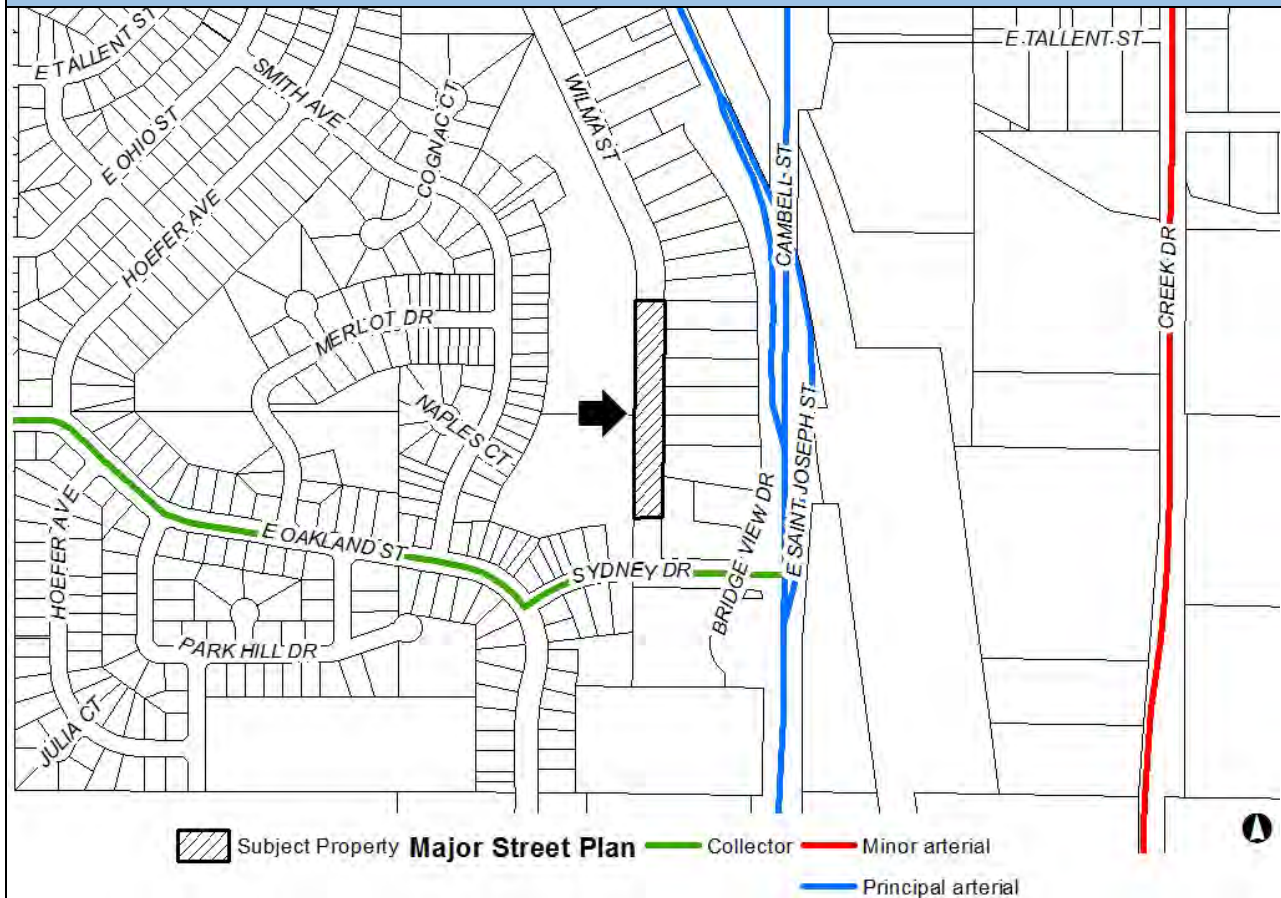 E TALLENT ST
E TALLENT ST
SMITH AVE
WILMA ST
E OHIO ST
COGNAC CT
CAMBELL ST
HOEFER AVE
CREEK DR
MERLOT DR
NAPLES CT
E SAINT JOSEPH ST
BRIDGE VIEW DR
E OAKLAND ST
SYDNEY DR
HOEFER AVE
PARK HILL DR
JULIA CT
Subject Property Major Street Plan Collector Minor arterial
Principal arterial